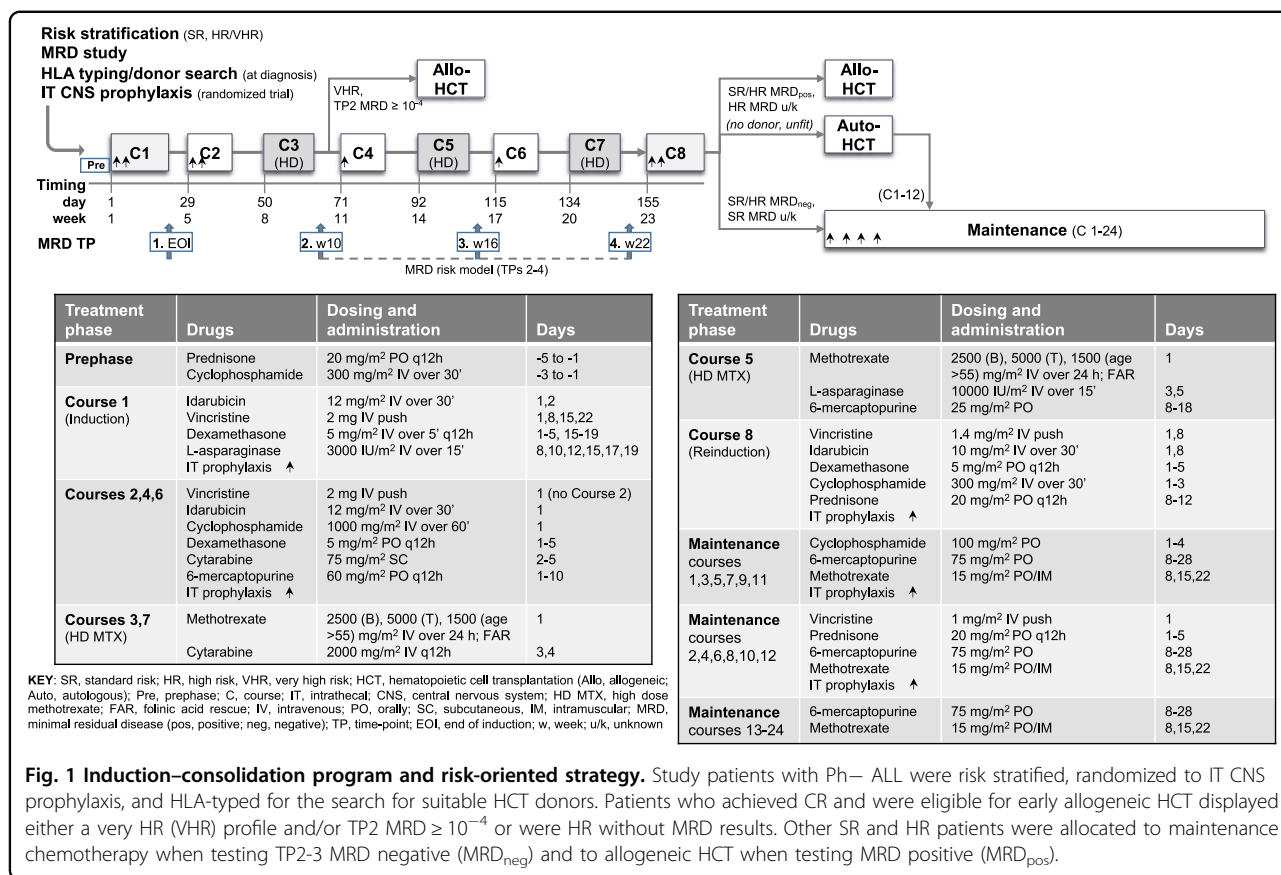 Risk stratification (SR, HR/VHR)
MRD study
HLA typing/donor search (at diagnosis)
IT CNS prophylaxis (randomized trial)
VHR,
TP2 MRD ≥ 10⁻⁴
Allo-
HCT
SR/HR MRDpos,
HR MRD u/k
(no donor, unfit)
Allo-
HCT
Auto-
HCT
Pre
C1
C2
C3
(HD)
C4
C5
(HD)
C6
C7
(HD)
C8
Timing
day 1 29 50 71 92 115 134 155
week 1 5 8 11 14 17 20 23
SR/HR MRDneg,
SR MRD u/k
(C1-12)
Maintenance (C 1-24)
MRD TP 1. EOI 2. w10 3. w16 4. w22
MRD risk model (TPs 2-4)
Treatment phase Drugs Dosing and administration Days
Prephase Prednisone 20 mg/m² PO q12h -5 to -1
Cyclophosphamide 300 mg/m² IV over 30’ -3 to -1
Course 1 Idarubicin 12 mg/m² IV over 30’ 1,2
(Induction) Vincristine 2 mg IV push 1,8,15,22
Dexamethasone 5 mg/m² IV over 5’ q12h 1-5, 15-19
L-asparaginase 3000 IU/m² IV over 15’ 8,10,12,15,17,19
IT prophylaxis
Courses 2,4,6 Vincristine 2 mg IV push 1 (no Course 2)
Idarubicin 12 mg/m² IV over 30’ 1
Cyclophosphamide 1000 mg/m² IV over 60’ 1
Dexamethasone 5 mg/m² PO q12h 1-5
Cytarabine 75 mg/m² SC 2-5
6-mercaptopurine 60 mg/m² PO q12h 1-10
IT prophylaxis
Courses 3,7 Methotrexate 2500 (B), 5000 (T), 1500 (age 1
(HD MTX) >55) mg/m² IV over 24 h; FAR
Cytarabine 2000 mg/m² IV q12h 3,4
KEY: SR, standard risk; HR, high risk, VHR, very high risk; HCT, hematopoietic cell transplantation (Allo, allogeneic;
Auto, autologous); Pre, prephase; C, course; IT, intrathecal; CNS, central nervous system; HD MTX, high dose
methotrexate; FAR, folinic acid rescue; IV, intravenous; PO, orally; SC, subcutaneous, IM, intramuscular; MRD,
minimal residual disease (pos, positive; neg, negative); TP, time-point; EOI, end of induction; w, week; u/k, unknown
Treatment phase Drugs Dosing and administration Days
Course 5 Methotrexate 2500 (B), 5000 (T), 1500 (age 1
(HD MTX) >55) mg/m² IV over 24 h; FAR
L-asparaginase 10000 IU/m² IV over 15’ 3,5
6-mercaptopurine 25 mg/m² PO 8-18
Course 8 Vincristine 1.4 mg/m² IV push 1,8
(Reinduction) Idarubicin 10 mg/m² IV over 30’ 1,8
Dexamethasone 5 mg/m² PO q12h 1-5
Cyclophosphamide 300 mg/m² IV over 30’ 1-3
Prednisone 20 mg/m² PO q12h 8-12
IT prophylaxis
Maintenance Cyclophosphamide 100 mg/m² PO 1-4
courses 6-mercaptopurine 75 mg/m² PO 8-28
1,3,5,7,9,11 Methotrexate 15 mg/m² PO/IM 8,15,22
IT prophylaxis
Maintenance Vincristine 1 mg/m² IV push 1
courses Prednisone 20 mg/m² PO q12h 1-5
2,4,6,8,10,12 6-mercaptopurine 75 mg/m² PO 8-28
Methotrexate 15 mg/m² PO/IM 8,15,22
IT prophylaxis
Maintenance 6-mercaptopurine 75 mg/m² PO 8-28
courses 13-24 Methotrexate 15 mg/m² PO/IM 8,15,22
Fig. 1 Induction–consolidation program and risk-oriented strategy. Study patients with Ph− ALL were risk stratified, randomized to IT CNS
prophylaxis, and HLA-typed for the search for suitable HCT donors. Patients who achieved CR and were eligible for early allogeneic HCT displayed
either a very HR (VHR) profile and/or TP2 MRD ≥ 10⁻⁴ or were HR without MRD results. Other SR and HR patients were allocated to maintenance
chemotherapy when testing TP2-3 MRD negative (MRDneg) and to allogeneic HCT when testing MRD positive (MRDpos).